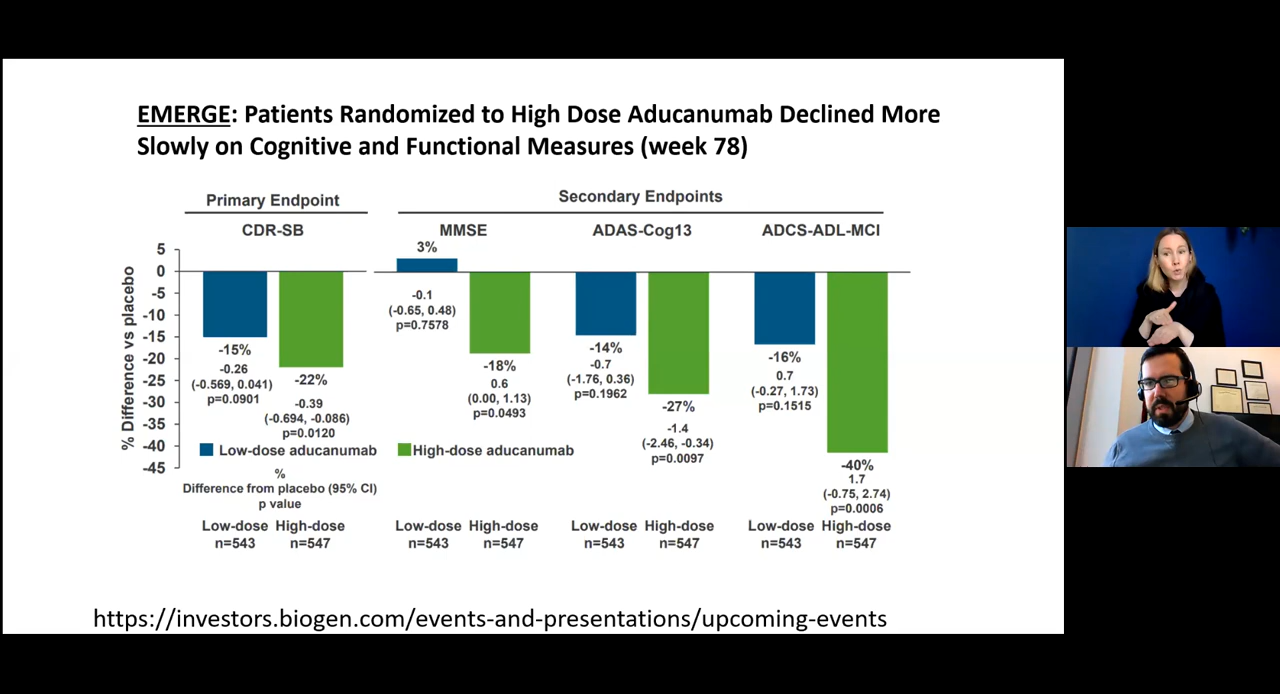 EMERGE: Patients Randomized to High Dose Aducanumab Declined More
Slowly on Cognitive and Functional Measures (week 78)
Primary Endpoint
Secondary Endpoints
CDR-SB
MMSE
ADAS-Cog13
ADCS-ADL-MCI
% Difference vs placebo
5
0
-5
-10
-15
-20
-25
-30
-35
-40
-45
-15%
-0.26
(-0.569, 0.041)
p=0.0901
-22%
-0.39
(-0.694, -0.086)
p=0.0120
3%
-0.1
(-0.65, 0.48)
p=0.7578
-18%
0.6
(0.00, 1.13)
p=0.0493
-14%
-0.7
(-1.76, 0.36)
p=0.1962
-27%
-1.4
(-2.46, -0.34)
p=0.0097
-16%
0.7
(-0.27, 1.73)
p=0.1515
-40%
1.7
(-0.75, 2.74)
p=0.0006
Low-dose aducanumab
High-dose aducanumab
%
Difference from placebo (95% CI)
p value
Low-dose High-dose Low-dose High-dose Low-dose High-dose Low-dose High-dose
n=543 n=547 n=543 n=547 n=543 n=547 n=543 n=547
https://investors.biogen.com/events-and-presentations/upcoming-events